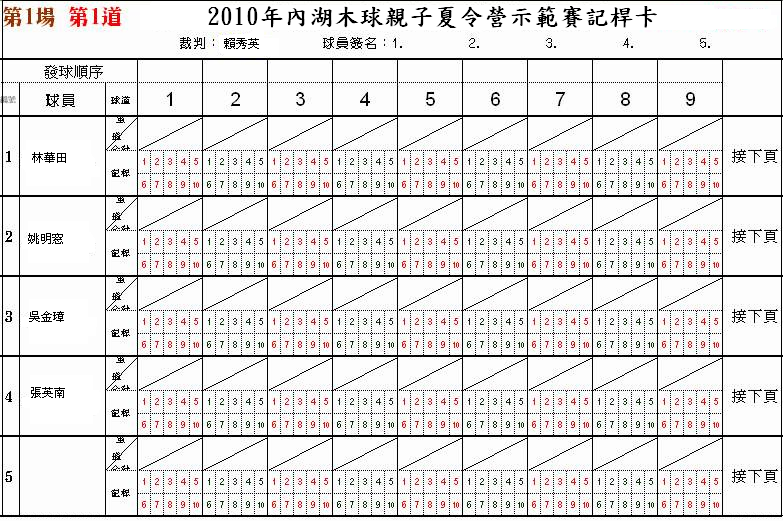 第1場 第1道 2010年內湖木球親子夏令營示範賽記桿卡
裁判：賴秀英 球員簽名：1. 2. 3. 4. 5.
發球順序
球員 球道 1 2 3 4 5 6 7 8 9
1 林華田 接下頁
1 2 3 4 5 1 2 3 4 5 1 2 3 4 5 1 2 3 4 5 1 2 3 4 5 1 2 3 4 5 1 2 3 4 5 1 2 3 4 5 1 2 3 4 5
記桿 6 7 8 9 10 6 7 8 9 10 6 7 8 9 10 6 7 8 9 10 6 7 8 9 10 6 7 8 9 10 6 7 8 9 10 6 7 8 9 10 6 7 8 9 10
2 姚明窓 接下頁
1 2 3 4 5 1 2 3 4 5 1 2 3 4 5 1 2 3 4 5 1 2 3 4 5 1 2 3 4 5 1 2 3 4 5 1 2 3 4 5 1 2 3 4 5
記桿 6 7 8 9 10 6 7 8 9 10 6 7 8 9 10 6 7 8 9 10 6 7 8 9 10 6 7 8 9 10 6 7 8 9 10 6 7 8 9 10 6 7 8 9 10
3 吳金璋 接下頁
1 2 3 4 5 1 2 3 4 5 1 2 3 4 5 1 2 3 4 5 1 2 3 4 5 1 2 3 4 5 1 2 3 4 5 1 2 3 4 5 1 2 3 4 5
記桿 6 7 8 9 10 6 7 8 9 10 6 7 8 9 10 6 7 8 9 10 6 7 8 9 10 6 7 8 9 10 6 7 8 9 10 6 7 8 9 10 6 7 8 9 10
4 張英南 接下頁
1 2 3 4 5 1 2 3 4 5 1 2 3 4 5 1 2 3 4 5 1 2 3 4 5 1 2 3 4 5 1 2 3 4 5 1 2 3 4 5 1 2 3 4 5
記桿 6 7 8 9 10 6 7 8 9 10 6 7 8 9 10 6 7 8 9 10 6 7 8 9 10 6 7 8 9 10 6 7 8 9 10 6 7 8 9 10 6 7 8 9 10
5 接下頁
1 2 3 4 5 1 2 3 4 5 1 2 3 4 5 1 2 3 4 5 1 2 3 4 5 1 2 3 4 5 1 2 3 4 5 1 2 3 4 5 1 2 3 4 5
記桿 6 7 8 9 10 6 7 8 9 10 6 7 8 9 10 6 7 8 9 10 6 7 8 9 10 6 7 8 9 10 6 7 8 9 10 6 7 8 9 10 6 7 8 9 10